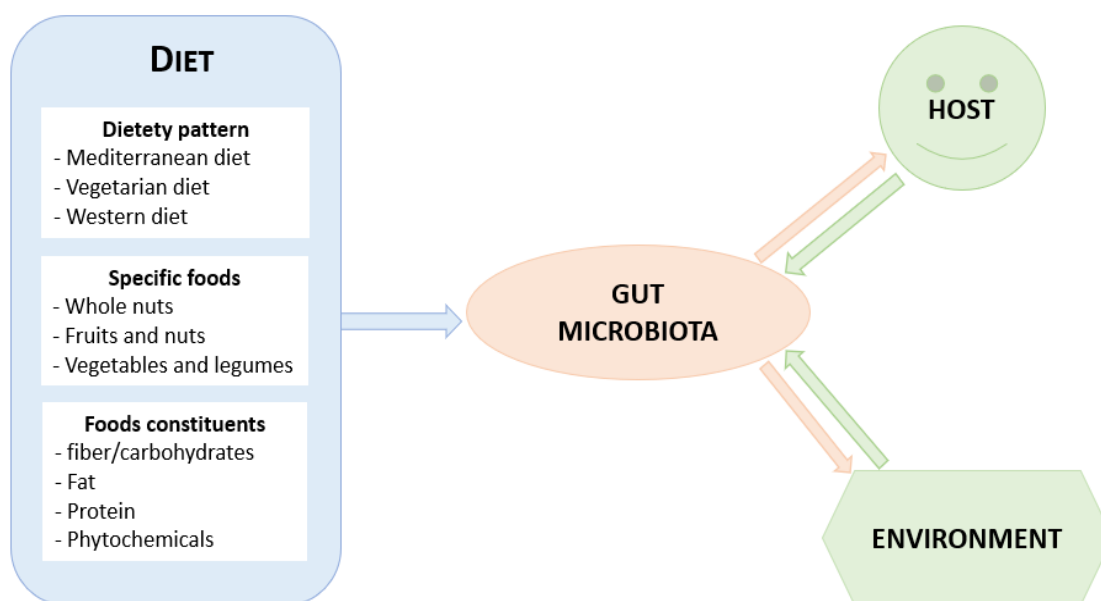 DIET
Dietety pattern
- Mediterranean diet
- Vegetarian diet
- Western diet
Specific foods
- Whole nuts
- Fruits and nuts
- Vegetables and legumes
Foods constituents
- fiber/carbohydrates
- Fat
- Protein
- Phytochemicals
GUT
MICROBIOTA
HOST
ENVIRONMENT